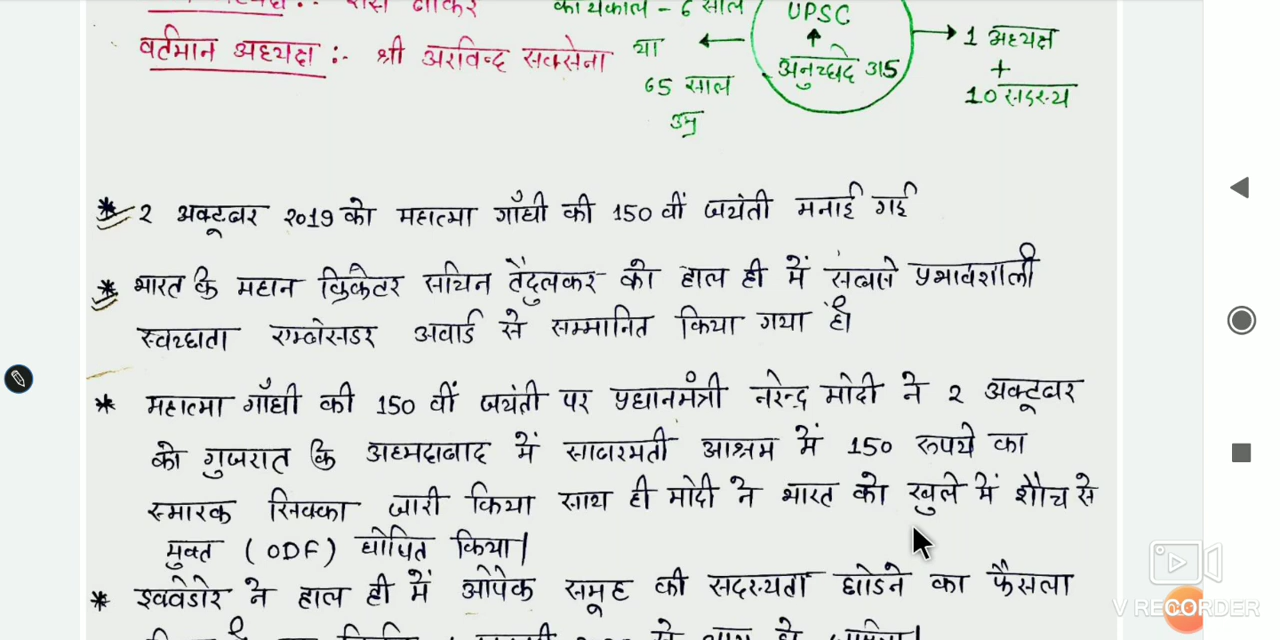 कार्यकाल - 6 साल
UPSC
वर्तमान अध्यक्ष :- श्री अरविन्द सक्सेना
या
65 साल
उम्र
अनुच्छेद 315
1 अध्यक्ष
+
10 सदस्य
* 2 अक्टूबर 2019 को महात्मा गाँधी की 150 वीं जयंती मनाई गई
* भारत के महान क्रिकेटर सचिन तेंदुलकर को हाल ही में सबसे प्रभावशाली
स्वच्छता एम्बेसडर अवार्ड से सम्मानित किया गया है।
* महात्मा गाँधी की 150 वीं जयंती पर प्रधानमंत्री नरेन्द्र मोदी ने 2 अक्टूबर
को गुजरात के अहमदाबाद में साबरमती आश्रम में 150 रूपये का
स्मारक सिक्का जारी किया साथ ही मोदी ने भारत को खुले में शौच से
मुक्त (ODF) घोषित किया।
* इक्वेडोर ने हाल ही में ओपेक समूह की सदस्यता छोडने का फैसला
V RECORDER